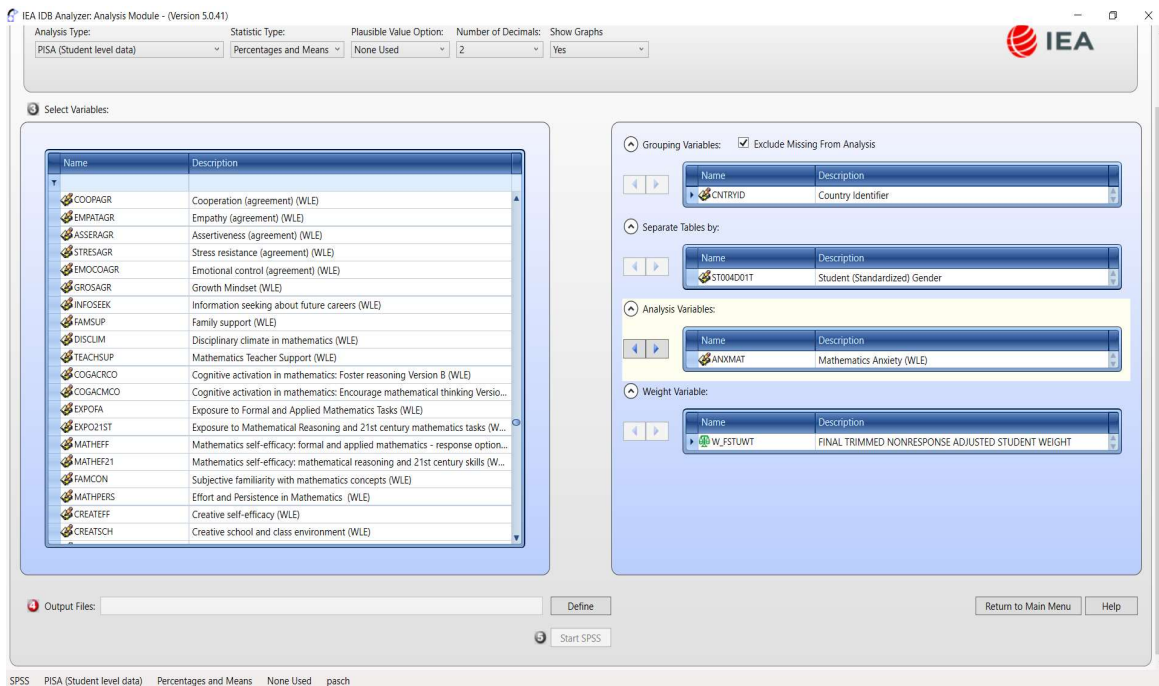 IEA IDB Analyzer: Analysis Module - (Version 5.0.41)
Analysis Type: Statistic Type: Plausible Value Option: Number of Decimals: Show Graphs
PISA (Student level data) Percentages and Means None Used 2 Yes
IEA
3 Select Variables:
Name Description
COOPAGR Cooperation (agreement) (WLE)
EMPATAGR Empathy (agreement) (WLE)
ASSERAGR Assertiveness (agreement) (WLE)
STRESAGR Stress resistance (agreement) (WLE)
EMOCOAGR Emotional control (agreement) (WLE)
GROSAGR Growth Mindset (WLE)
INFOSEEK Information seeking about future careers (WLE)
FAMSUP Family support (WLE)
DISCLIM Disciplinary climate in mathematics (WLE)
TEACHSUP Mathematics Teacher Support (WLE)
COGACRCO Cognitive activation in mathematics: Foster reasoning Version B (WLE)
COGACMCO Cognitive activation in mathematics: Encourage mathematical thinking Versio...
EXPOFA Exposure to Formal and Applied Mathematics Tasks (WLE)
EXPO21ST Exposure to Mathematical Reasoning and 21st century mathematics tasks (W...
MATHEFF Mathematics self-efficacy: formal and applied mathematics - response option...
MATHEF21 Mathematics self-efficacy: mathematical reasoning and 21st century skills (W...
FAMCON Subjective familiarity with mathematics concepts (WLE)
MATHPERS Effort and Persistence in Mathematics (WLE)
CREATEFF Creative self-efficacy (WLE)
CREATSCH Creative school and class environment (WLE)
Grouping Variables: Exclude Missing From Analysis
Name Description
CNTRYID Country Identifier
Separate Tables by:
Name Description
ST004D01T Student (Standardized) Gender
Analysis Variables:
Name Description
ANXMAT Mathematics Anxiety (WLE)
Weight Variable:
Name Description
W_FSTUWT FINAL TRIMMED NONRESPONSE ADJUSTED STUDENT WEIGHT
4 Output Files: Define Return to Main Menu Help
5 Start SPSS
SPSS PISA (Student level data) Percentages and Means None Used pasch